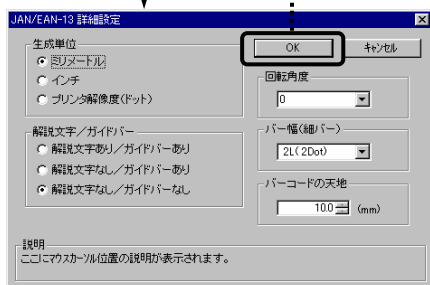 JAN/EAN-13 詳細設定
生成単位
ミリメートル
インチ
プリンタ解像度(ドット)
解説文字/ガイドバー
解説文字あり/ガイドバーあり
解説文字なし/ガイドバーあり
解説文字なし/ガイドバーなし
OK
キャンセル
回転角度
0
バー幅(細バー)
2L( 2Dot)
バーコードの天地
10.0 (mm)
説明
ここにマウスカーソル位置の説明が表示されます。